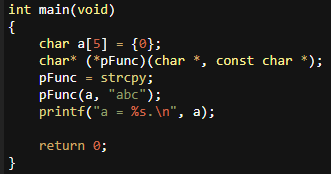 int main(void)
{
    char a[5] = {0};
    char* (*pFunc)(char *, const char *);
    pFunc = strcpy;
    pFunc(a, "abc");
    printf("a = %s.\n", a);

    return 0;
}